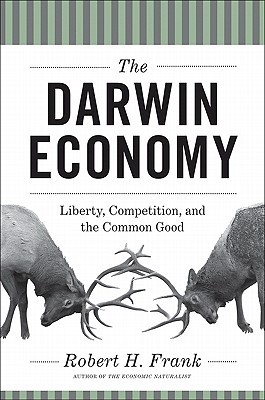 The
DARWIN
ECONOMY
Liberty, Competition, and
the Common Good
Robert H. Frank
AUTHOR OF THE ECONOMIC NATURALIST